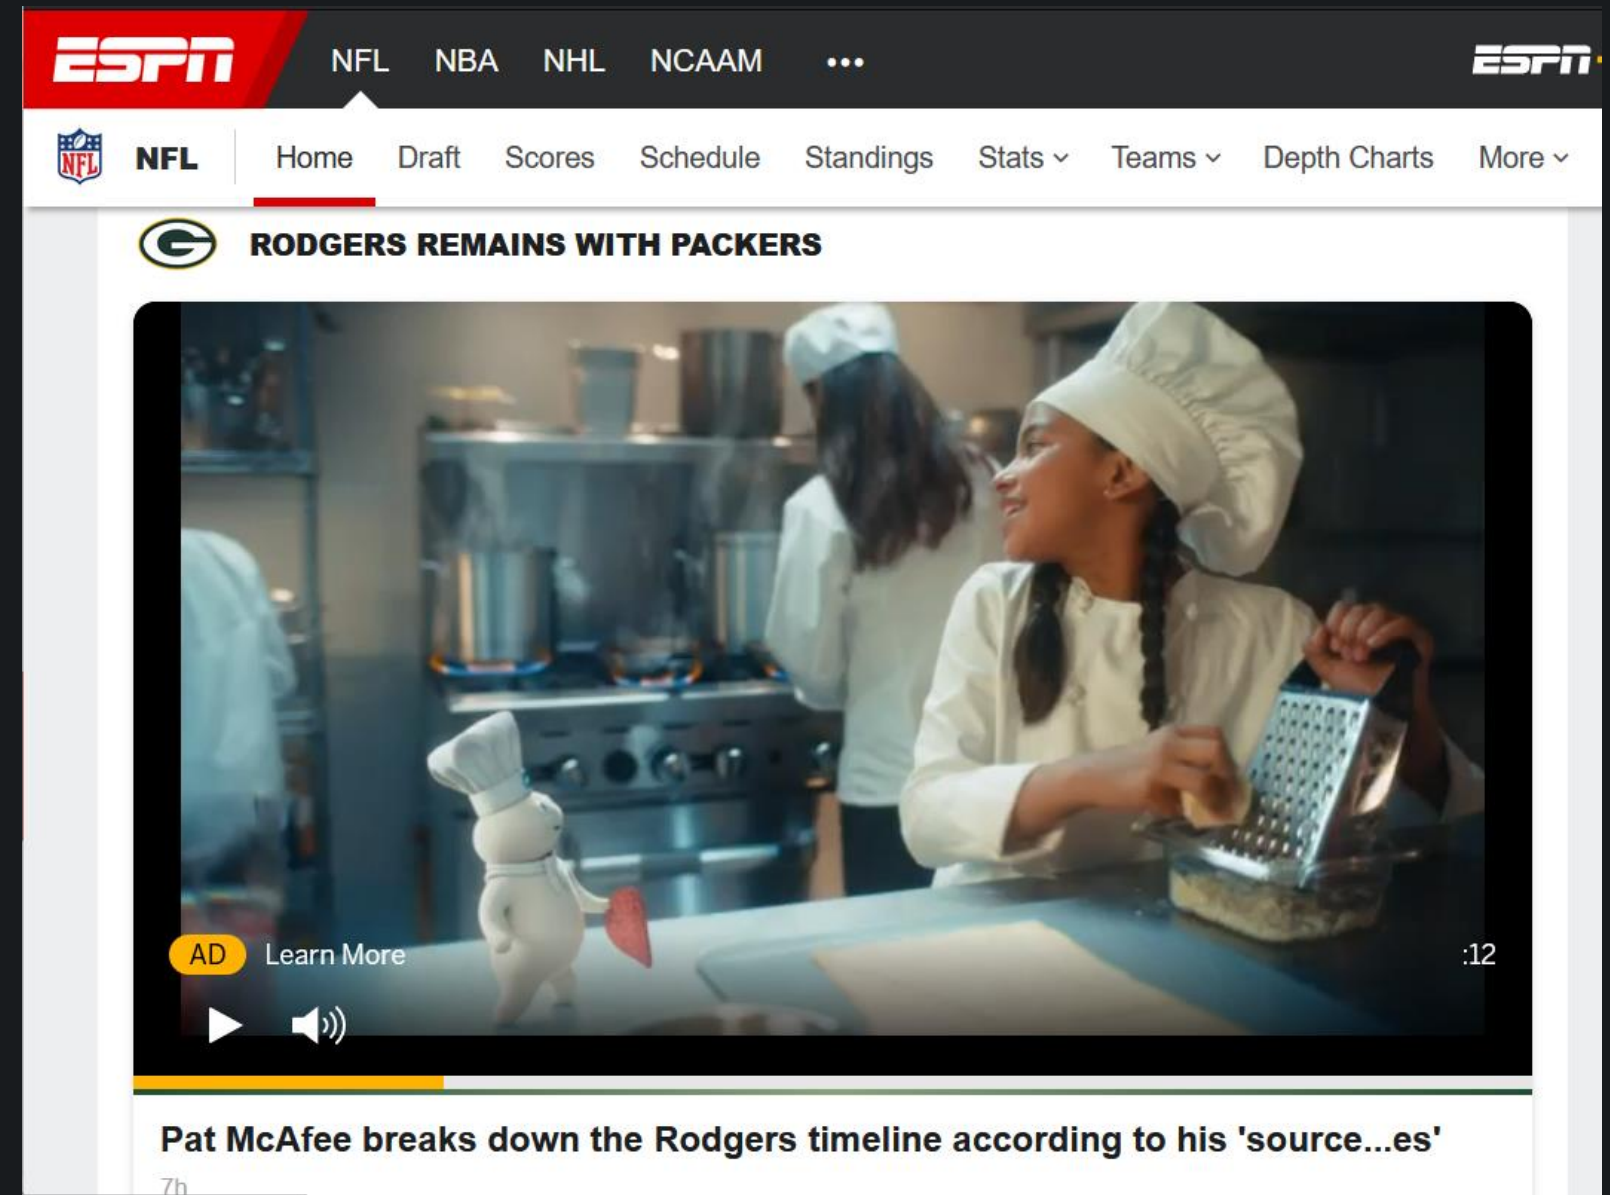 ESPN NFL NBA NHL NCAAM ••• ESPN+
NFL NFL Home Draft Scores Schedule Standings Stats Teams Depth Charts More
G RODGERS REMAINS WITH PACKERS
AD Learn More :12
Pat McAfee breaks down the Rodgers timeline according to his 'source...es'
7h